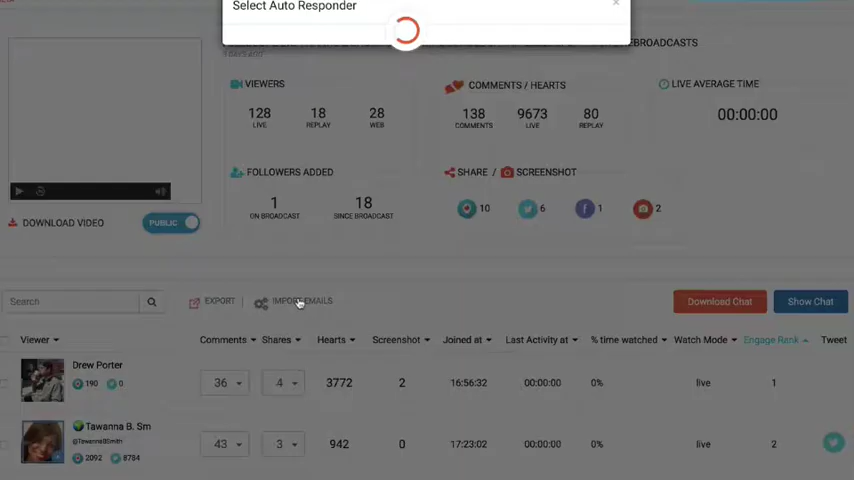 Select Auto Responder
×
EBROADCASTS
VIEWERS
128 18 28
LIVE REPLAY WEB
COMMENTS / HEARTS
138 9673 80
COMMENTS LIVE REPLAY
LIVE AVERAGE TIME
00:00:00
FOLLOWERS ADDED
1 18
ON BROADCAST SINCE BROADCAST
SHARE / SCREENSHOT
10 6 1 2
DOWNLOAD VIDEO PUBLIC
Search EXPORT | IMPORT EMAILS Download Chat Show Chat
Viewer Comments Shares Hearts Screenshot Joined at Last Activity at % time watched Watch Mode Engage Rank Tweet
Drew Porter
190 0
36 4 3772 2 16:56:32 00:00:00 0% live 1
Tawanna B. Sm
@TawannaBSmith
2092 8784
43 3 942 0 17:23:02 00:00:00 0% live 2